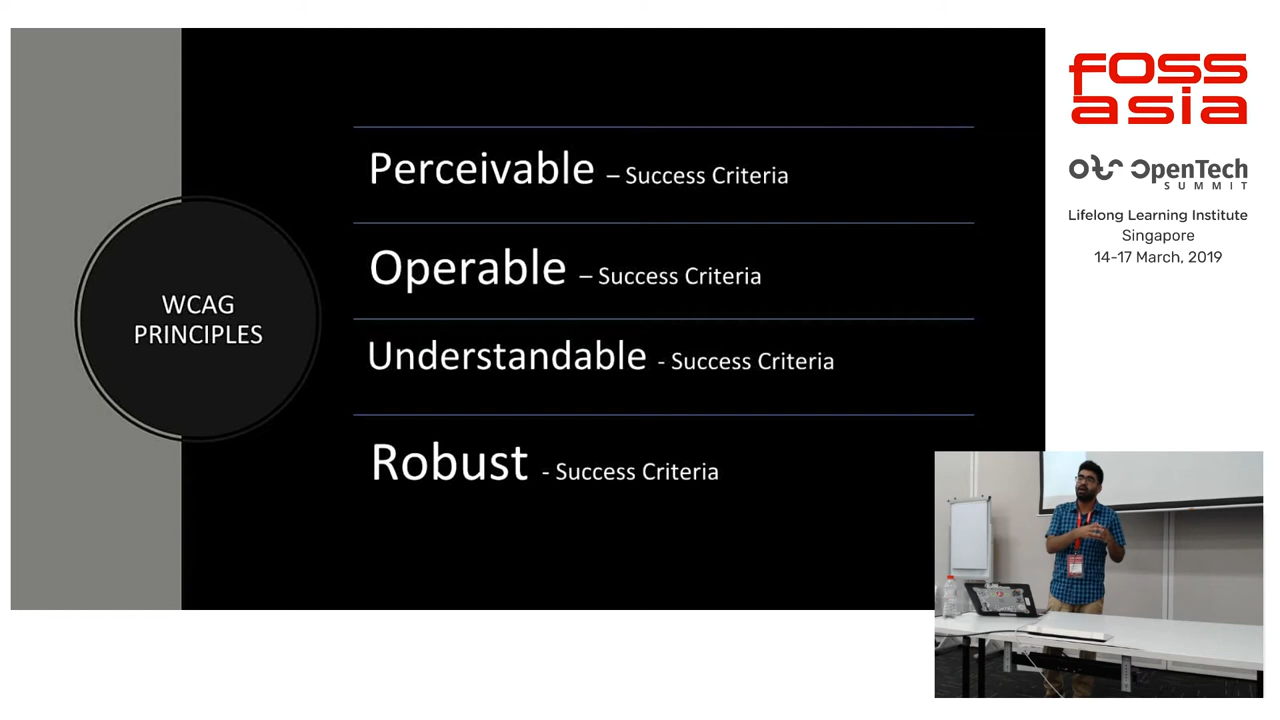 WCAG
PRINCIPLES
Perceivable – Success Criteria
Operable – Success Criteria
Understandable - Success Criteria
Robust - Success Criteria
FOSS
asia
OpenTech
SUMMIT
Lifelong Learning Institute
Singapore
14-17 March, 2019